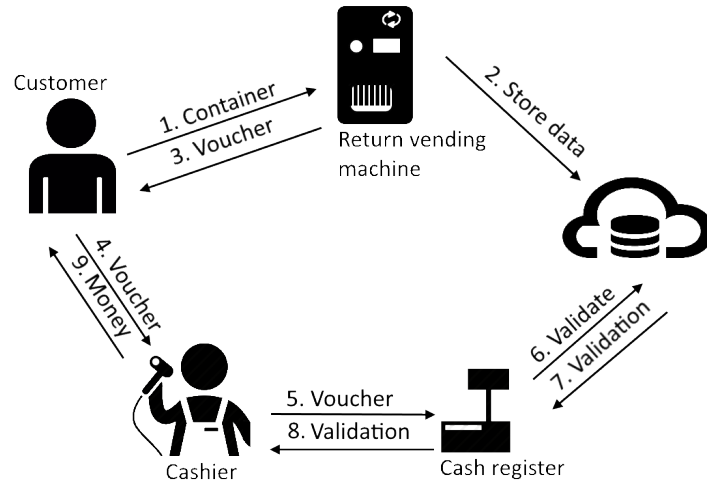 Customer
1. Container
3. Voucher
Return vending
machine
2. Store data
4. Voucher
9. Money
6. Validate
7. Validation
5. Voucher
8. Validation
Cashier
Cash register